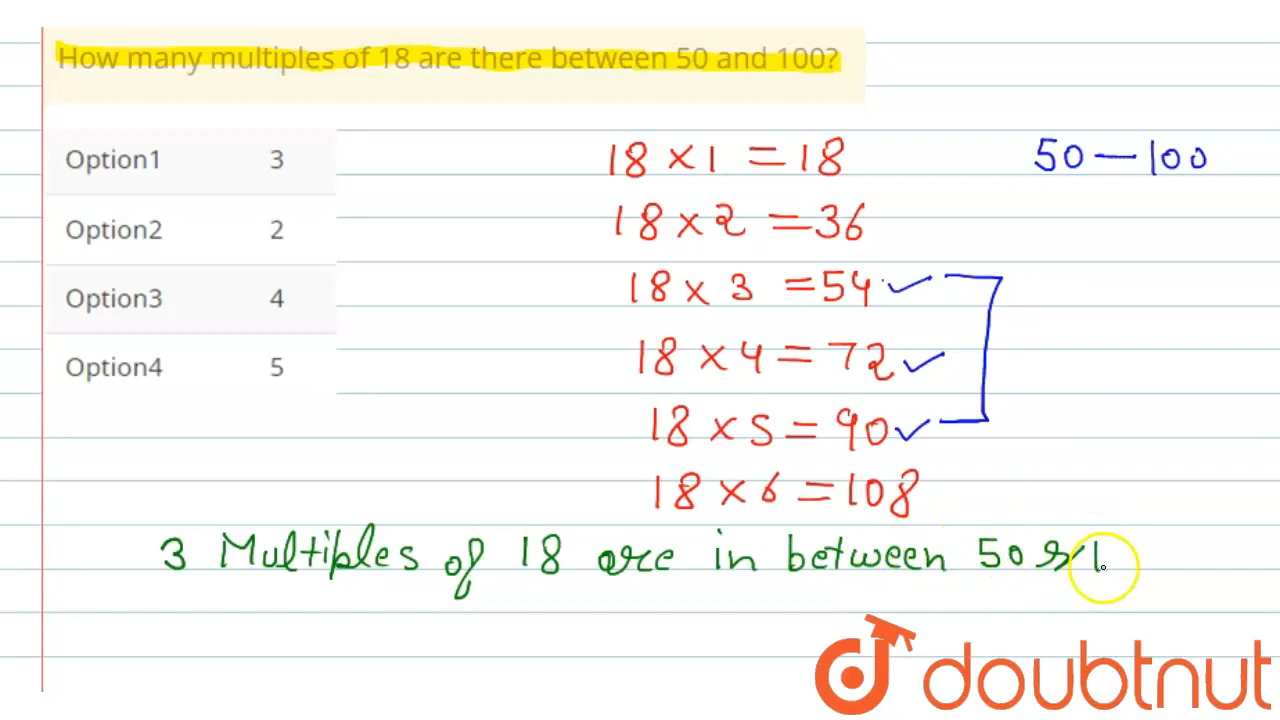 How many multiples of 18 are there between 50 and 100?
Option1 3
Option2 2
Option3 4
Option4 5
18 × 1 = 18
50 — 100
18 × 2 = 36
18 × 3 = 54 ✓
18 × 4 = 72 ✓
18 × 5 = 90 ✓
18 × 6 = 108
3 Multiples of 18 are in between 50 & 1
doubtnut